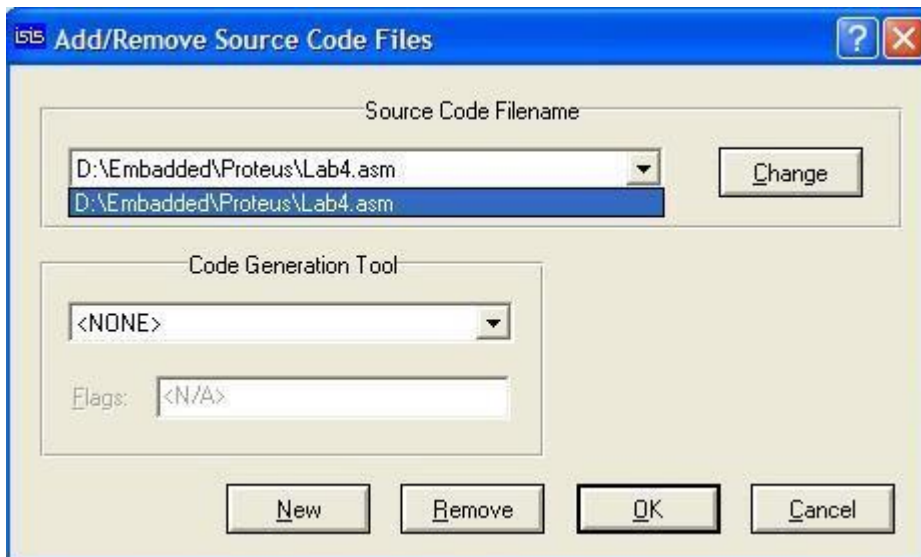 isis Add/Remove Source Code Files
Source Code Filename
D:\Embadded\Proteus\Lab4.asm
Change
D:\Embadded\Proteus\Lab4.asm
Code Generation Tool
<NONE>
Flags: <N/A>
New Remove OK Cancel